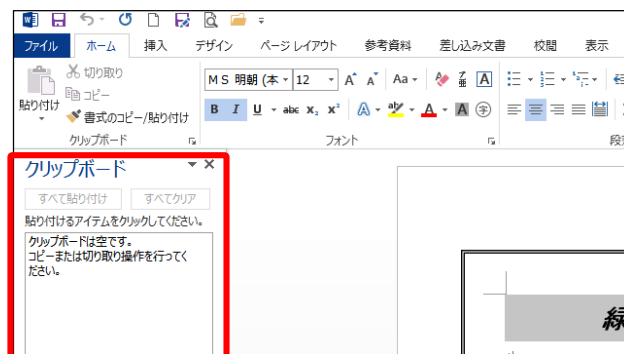 ファイル ホーム 挿入 デザイン ページ レイアウト 参考資料 差し込み文書 校閲 表示
切り取り
コピー
書式のコピー/貼り付け
貼り付け
ＭＳ 明朝 (本 12 A A Aa A
B I U abc X₂ X² A aby A A 字
クリップボード フォント 段
クリップボード
すべて貼り付け すべてクリア
貼り付けるアイテムをクリックしてください。
クリップボードは空です。
コピーまたは切り取り操作を行ってく
ださい。
緑